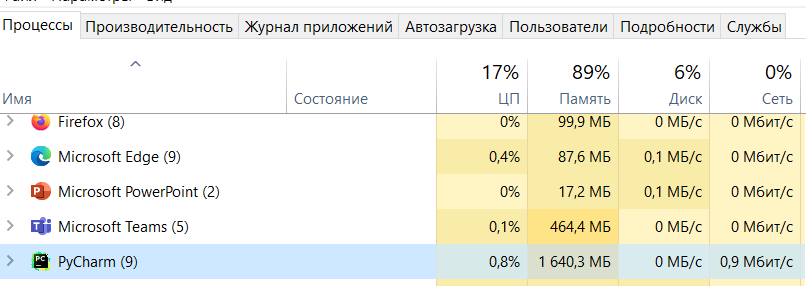 Процессы Производительность Журнал приложений Автозагрузка Пользователи Подробности Службы
17% 89% 6% 0%
Имя Состояние ЦП Память Диск Сеть
Firefox (8) 0% 99,9 МБ 0 МБ/с 0 Мбит/с
Microsoft Edge (9) 0,4% 87,6 МБ 0,1 МБ/с 0 Мбит/с
Microsoft PowerPoint (2) 0% 17,2 МБ 0,1 МБ/с 0 Мбит/с
Microsoft Teams (5) 0,1% 464,4 МБ 0 МБ/с 0 Мбит/с
PyCharm (9) 0,8% 1 640,3 МБ 0 МБ/с 0,9 Мбит/с